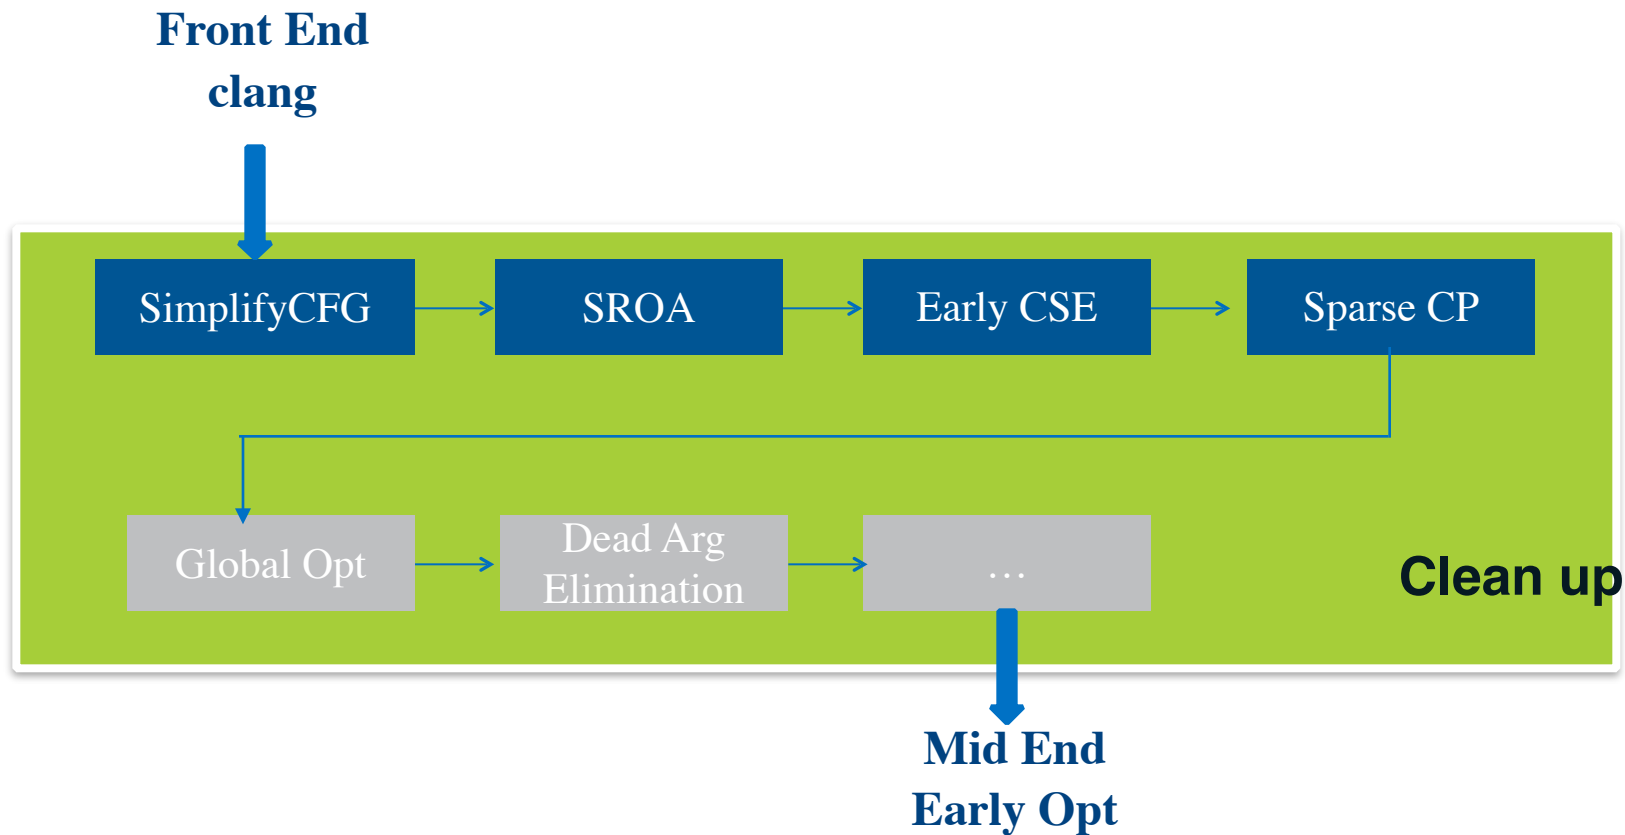 Front End
clang
SimplifyCFG
SROA
Early CSE
Sparse CP
Global Opt
Dead Arg
Elimination
…
Clean up
Mid End
Early Opt